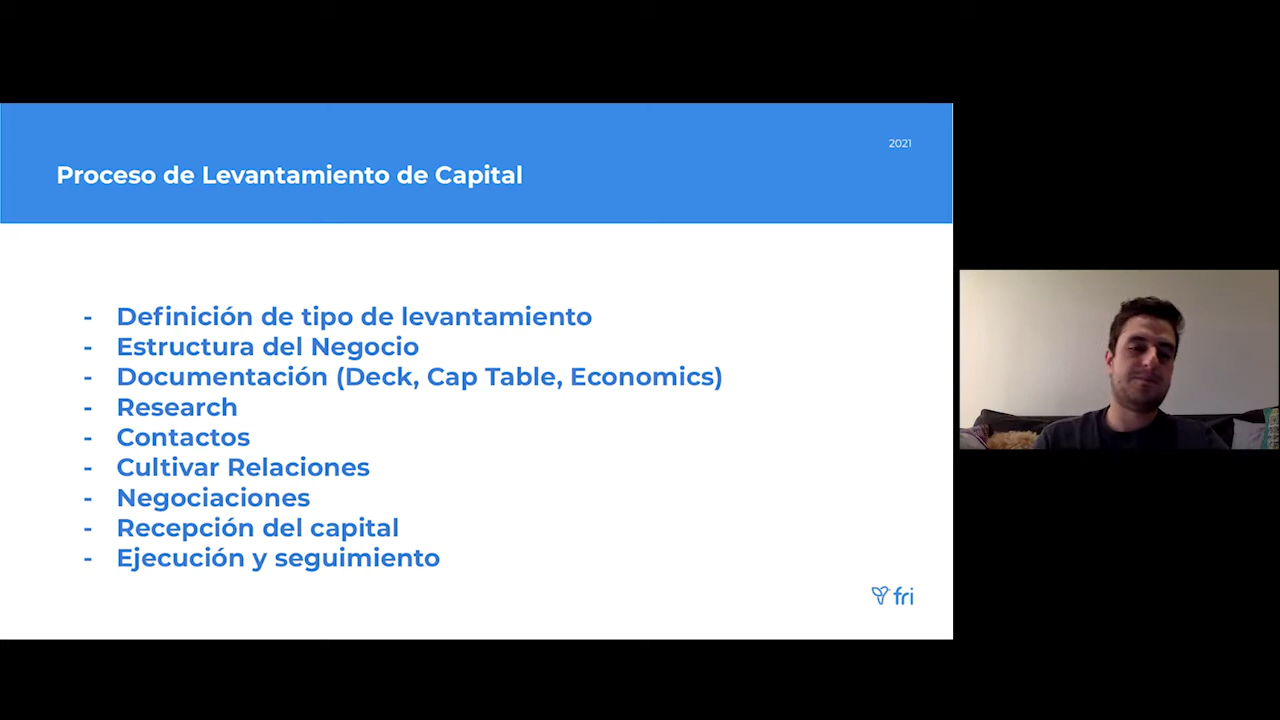 2021
Proceso de Levantamiento de Capital
- Definición de tipo de levantamiento
- Estructura del Negocio
- Documentación (Deck, Cap Table, Economics)
- Research
- Contactos
- Cultivar Relaciones
- Negociaciones
- Recepción del capital
- Ejecución y seguimiento
fri